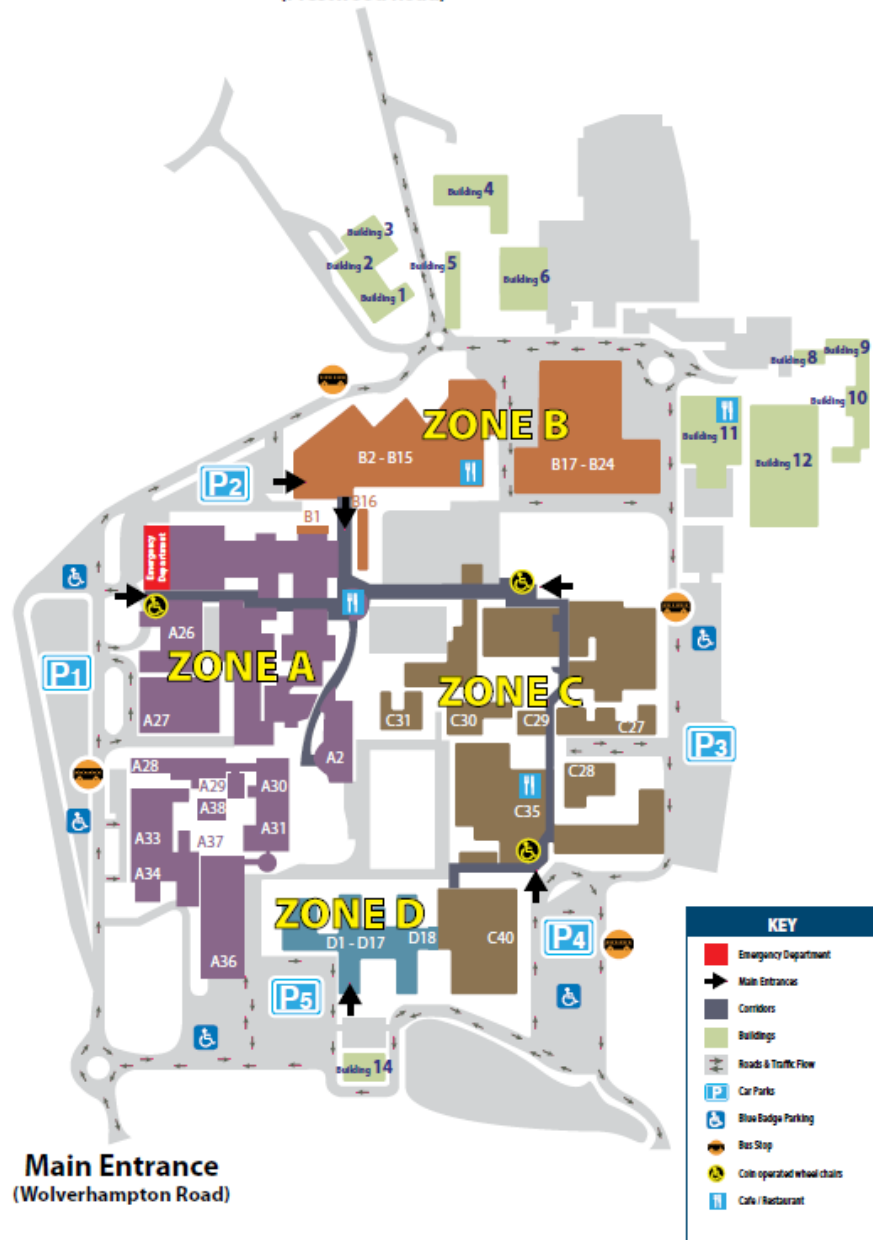 Building 4
Building 3
Building 2
Building 5
Building 6
Building 1
Building 9
Building 8
Building 10
ZONE B
Building 11
B2 - B15
B17 - B24
Building 12
P2
B16
B1
Emergency
Department
A26
ZONE A
P1
ZONE C
A27
C31
C30
C29
C27
P3
A2
A28
C28
A29
A30
A38
C35
A33
A31
A37
A34
ZONE D
D18
C40
P4
D1 - D17
A36
P5
Building 14
KEY
Emergency Department
Main Entrances
Corridors
Buildings
Roads & Traffic Flow
P
Car Parks
Blue Badge Parking
Bus Stop
Coin operated wheel chairs
Cafe / Restaurant
Main Entrance
(Wolverhampton Road)